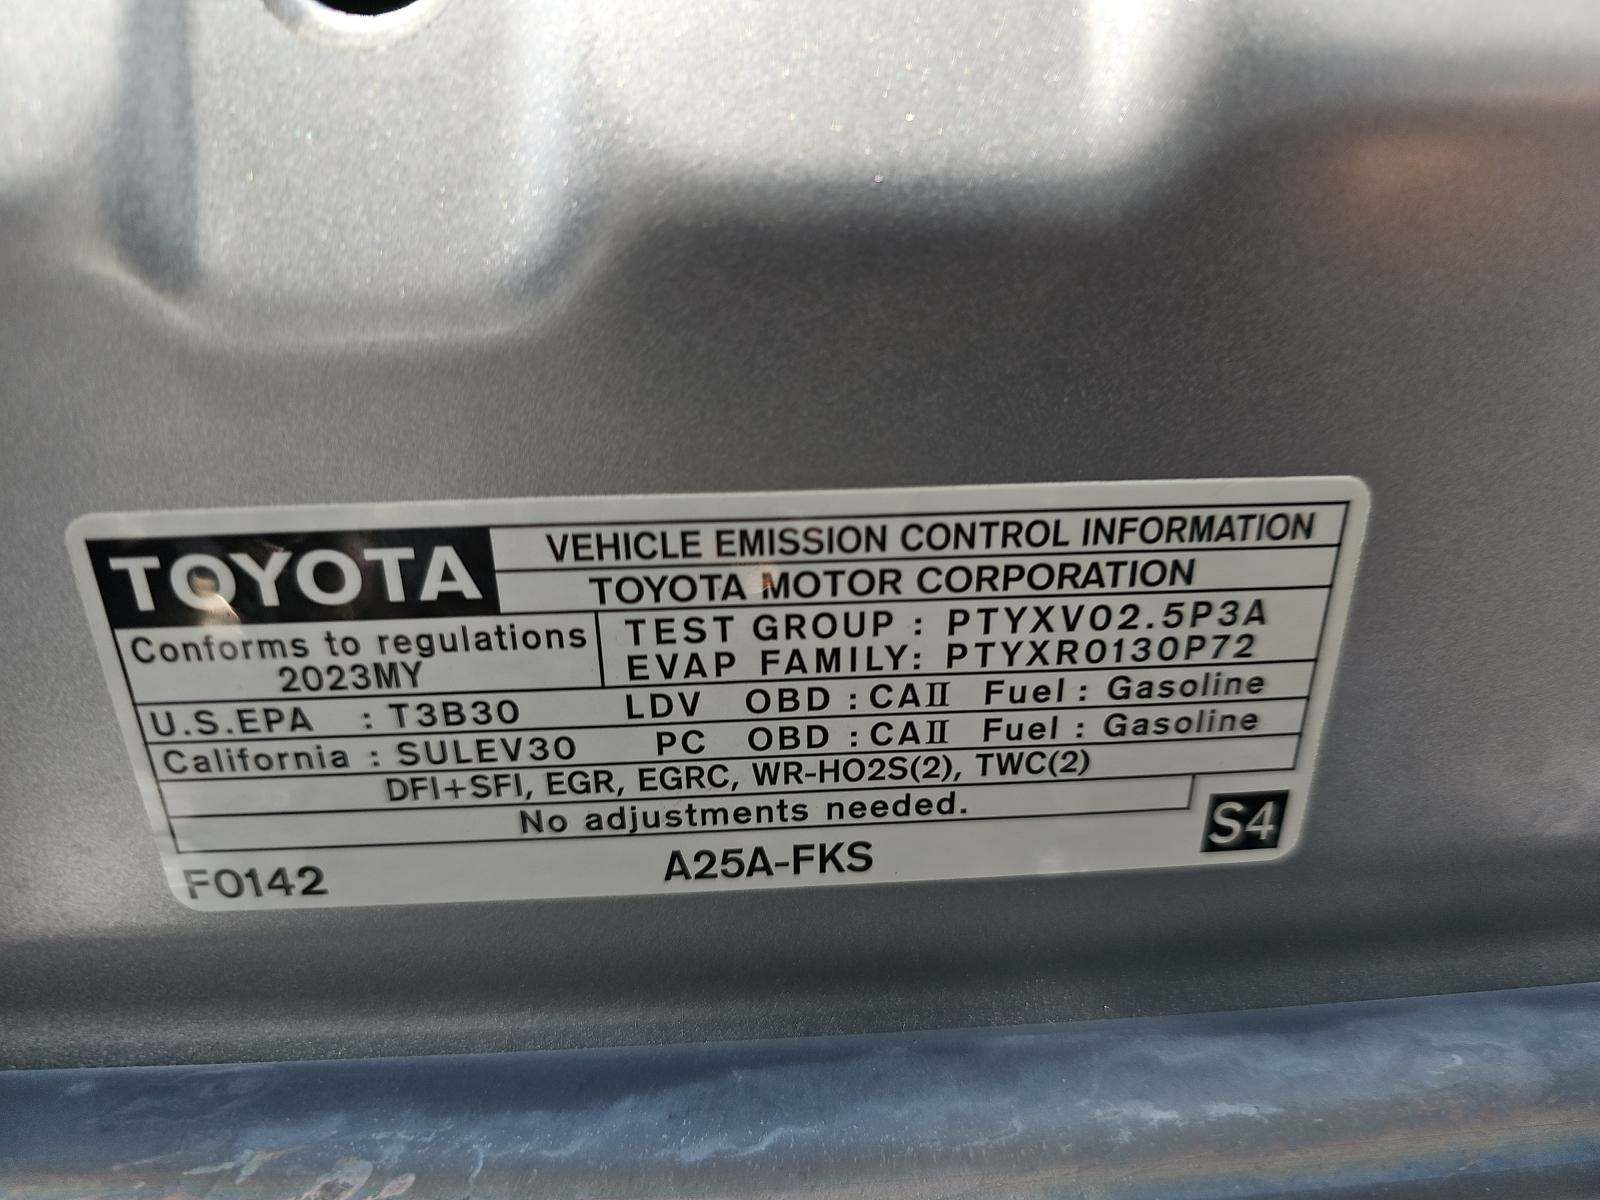 TOYOTA
VEHICLE EMISSION CONTROL INFORMATION
TOYOTA MOTOR CORPORATION
Conforms to regulations
2023MY
TEST GROUP : PTYXV02.5P3A
EVAP FAMILY: PTYXR0130P72
U.S.EPA : T3B30 LDV OBD : CAII Fuel : Gasoline
California : SULEV30 PC OBD : CAII Fuel : Gasoline
DFI+SFI, EGR, EGRC, WR-HO2S(2), TWC(2)
No adjustments needed.
F0142
A25A-FKS
S4